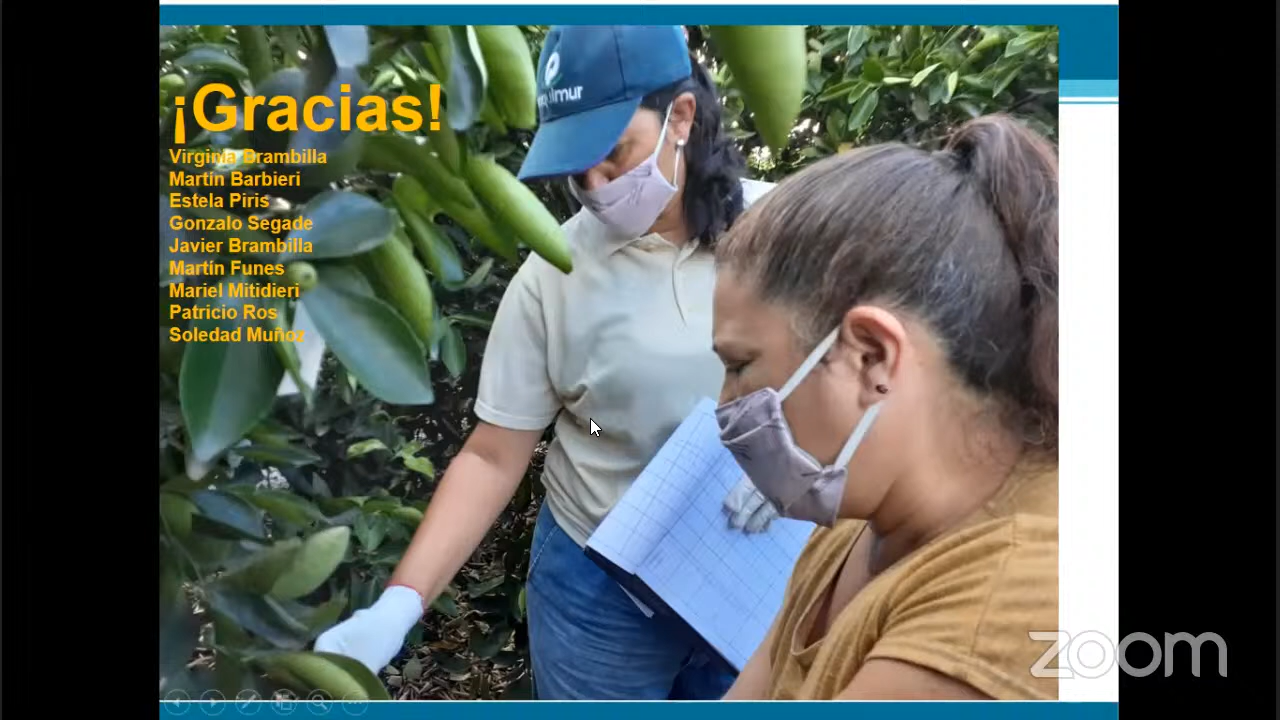 ¡Gracias!
Virginia Brambilla
Martín Barbieri
Estela Piris
Gonzalo Segade
Javier Brambilla
Martín Funes
Mariel Mitidieri
Patricio Ros
Soledad Muñoz
zoom